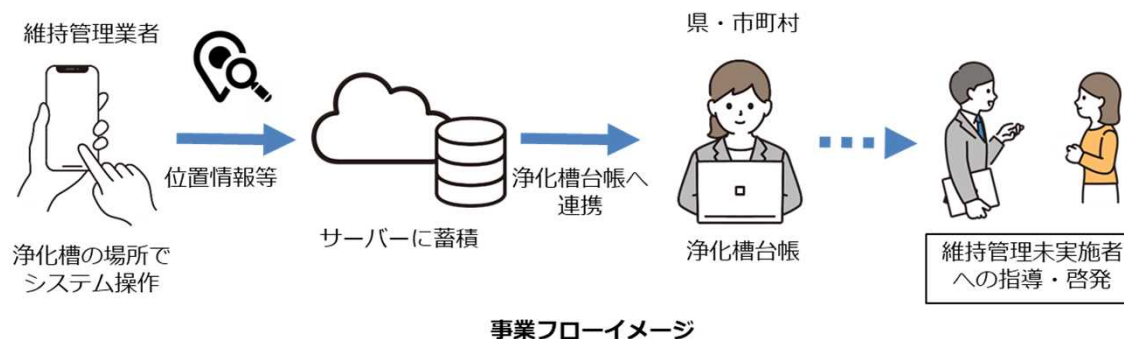 維持管理業者
位置情報等
浄化槽の場所で
システム操作
サーバーに蓄積
浄化槽台帳へ
連携
県・市町村
浄化槽台帳
維持管理未実施者
への指導・啓発
事業フローイメージ